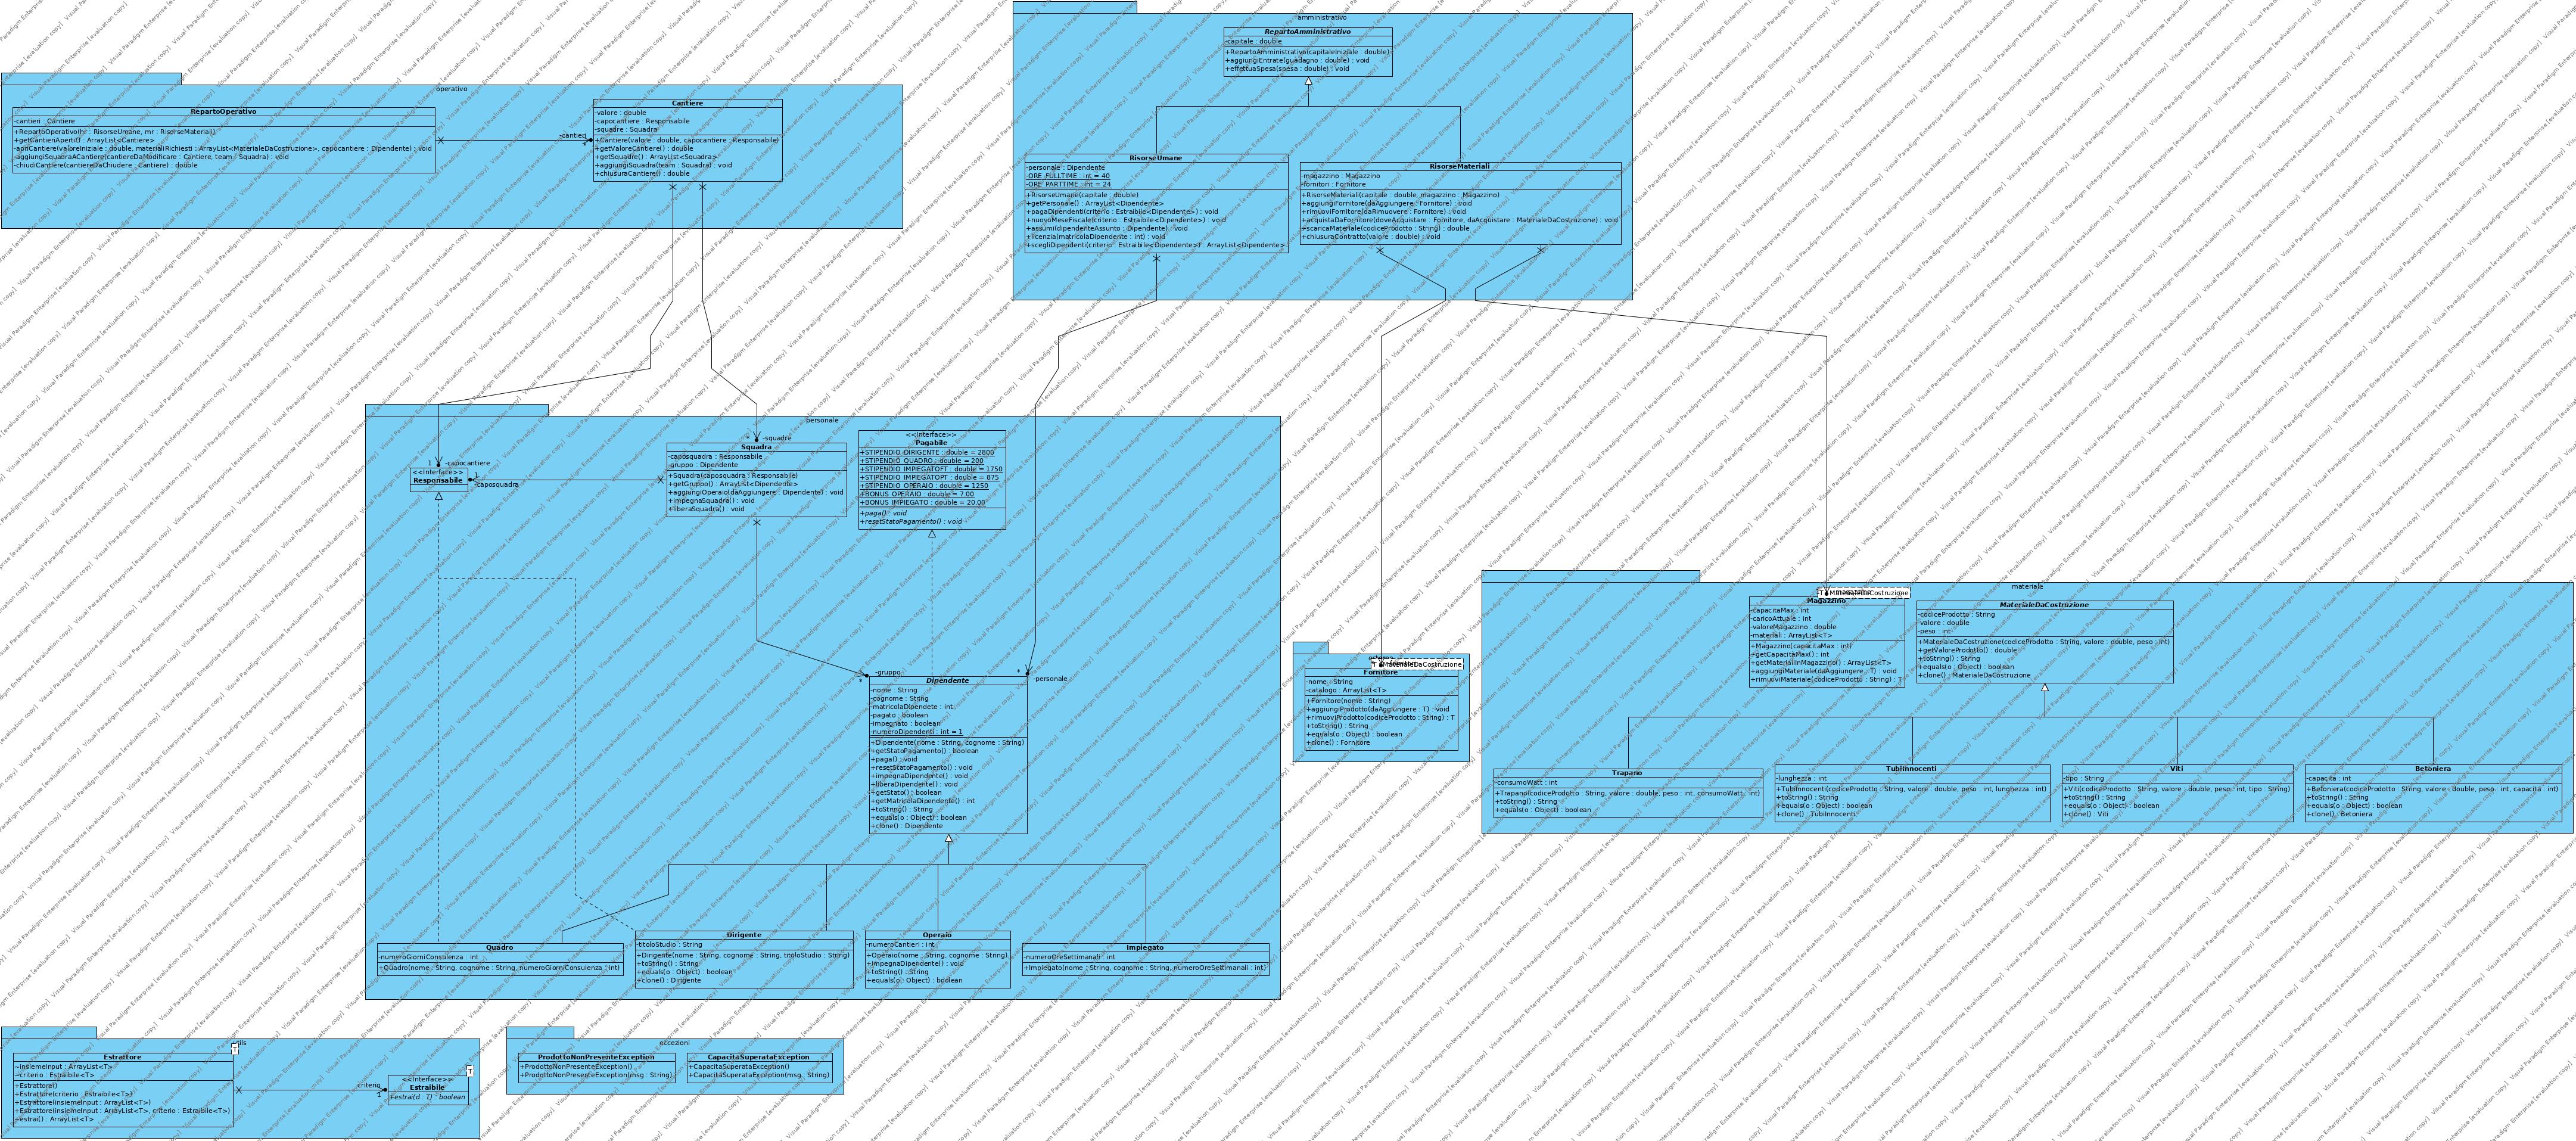 amministrativo
RepartoAmministrativo
-capitale : double
+RepartoAmministrativo(capitaleIniziale : double)
+aggiungiEntrate(guadagno : double) : void
+effettuaSpesa(spesa : double) : void
operativo
RepartoOperativo
-cantieri : Cantiere
+RepartoOperativo(hr : RisorseUmane, mr : RisorseMateriali)
+getCantieriAperti() : ArrayList<Cantiere>
-apriCantiere(valoreIniziale : double, materialiRichiesti : ArrayList<MaterialeDaCostruzione>, capocantiere : Dipendente) : void
-aggiungiSquadraACantiere(cantiereDaModificare : Cantiere, team : Squadra) : void
-chiudiCantiere(cantiereDaChiudere : Cantiere) : double
-cantieri
*
Cantiere
-valore : double
-capocantiere : Responsabile
-squadre : Squadra
+Cantiere(valore : double, capocantiere : Responsabile)
+getValoreCantiere() : double
+getSquadre() : ArrayList<Squadra>
+aggiungiSquadra(team : Squadra) : void
+chiusuraCantiere() : double
RisorseUmane
-personale : Dipendente
-ORE_FULLTIME : int = 40
-ORE_PARTTIME : int = 24
+RisorseUmane(capitale : double)
+getPersonale() : ArrayList<Dipendente>
+pagaDipendenti(criterio : Estraibile<Dipendente>) : void
+nuovoMeseFiscale(criterio : Estraibile<Dipendente>) : void
+assumi(dipendenteAssunto : Dipendente) : void
+licenzia(matricolaDipendente : int) : void
+scegliDipendenti(criterio : Estraibile<Dipendente>) : ArrayList<Dipendente>
RisorseMateriali
-magazzino : Magazzino
-fornitori : Fornitore
+RisorseMateriali(capitale : double, magazzino : Magazzino)
+aggiungiFornitore(daAggiungere : Fornitore) : void
+rimuoviFornitore(daRimuovere : Fornitore) : void
+acquistaDaFornitore(doveAcquistare : Fornitore, daAcquistare : MaterialeDaCostruzione) : void
+scaricaMateriale(codiceProdotto : String) : double
+chiusuraContratto(valore : double) : void
personale
1
-capocantiere
<<Interface>>
Responsabile
1
-caposquadra
*
-squadre
Squadra
-caposquadra : Responsabile
-gruppo : Dipendente
+Squadra(caposquadra : Responsabile)
+getGruppo() : ArrayList<Dipendente>
+aggiungiOperaio(daAggiungere : Dipendente) : void
+impegnaSquadra() : void
+liberaSquadra() : void
<<Interface>>
Pagabile
+STIPENDIO_DIRIGENTE : double = 2800
+STIPENDIO_QUADRO : double = 200
+STIPENDIO_IMPIEGATOFT : double = 1750
+STIPENDIO_IMPIEGATOPT : double = 875
+STIPENDIO_OPERAIO : double = 1250
+BONUS_OPERAIO : double = 7.00
+BONUS_IMPIEGATO : double = 20.00
+paga() : void
+resetStatoPagamento() : void
-gruppo
*
*
-personale
Dipendente
-nome : String
-cognome : String
-matricolaDipendete : int
-pagato : boolean
-impegnato : boolean
-numeroDipendenti : int = 1
+Dipendente(nome : String, cognome : String)
+getStatoPagamento() : boolean
+paga() : void
+resetStatoPagamento() : void
+impegnaDipendente() : void
+liberaDipendente() : void
+getStato() : boolean
+getMatricolaDipendente() : int
+toString() : String
+equals(o : Object) : boolean
+clone() : Dipendente
Quadro
-numeroGiorniConsulenza : int
+Quadro(nome : String, cognome : String, numeroGiorniConsulenza : int)
Dirigente
-titoloStudio : String
+Dirigente(nome : String, cognome : String, titoloStudio : String)
+toString() : String
+equals(o : Object) : boolean
+clone() : Dirigente
Operaio
-numeroCantieri : int
+Operaio(nome : String, cognome : String)
+impegnaDipendente() : void
+toString() : String
+equals(o : Object) : boolean
Impiegato
-numeroOreSettimanali : int
+Impiegato(nome : String, cognome : String, numeroOreSettimanali : int)
MaterialeDaCostruzione
Fornitore
-nome : String
-catalogo : ArrayList<T>
+Fornitore(nome : String)
+aggiungiProdotto(daAggiungere : T) : void
+rimuoviProdotto(codiceProdotto : String) : T
+toString() : String
+equals(o : Object) : boolean
+clone() : Fornitore
materiale
MaterialeDaCostruzione
Magazzino
-capacitaMax : int
-caricoAttuale : int
-valoreMagazzino : double
-materiali : ArrayList<T>
+Magazzino(capacitaMax : int)
+getCapacitaMax() : int
+getMaterialiInMagazzino() : ArrayList<T>
+aggiungiMateriale(daAggiungere : T) : void
+rimuoviMateriale(codiceProdotto : String) : T
MaterialeDaCostruzione
-codiceProdotto : String
-valore : double
-peso : int
+MaterialeDaCostruzione(codiceProdotto : String, valore : double, peso : int)
+getValoreProdotto() : double
+toString() : String
+equals(o : Object) : boolean
+clone() : MaterialeDaCostruzione
Trapano
-consumoWatt : int
+Trapano(codiceProdotto : String, valore : double, peso : int, consumoWatt : int)
+toString() : String
+equals(o : Object) : boolean
TubiInnocenti
-lunghezza : int
+TubiInnocenti(codiceProdotto : String, valore : double, peso : int, lunghezza : int)
+toString() : String
+equals(o : Object) : boolean
+clone() : TubiInnocenti
Viti
-tipo : String
+Viti(codiceProdotto : String, valore : double, peso : int, tipo : String)
+toString() : String
+equals(o : Object) : boolean
+clone() : Viti
Betoniera
-capacita : int
+Betoniera(codiceProdotto : String, valore : double, peso : int, capacita : int)
+toString() : String
+equals(o : Object) : boolean
+clone() : Betoniera
T
Estrattore
~insiemeInput : ArrayList<T>
~criterio : Estraibile<T>
+Estrattore()
+Estrattore(criterio : Estraibile<T>)
+Estrattore(insiemeInput : ArrayList<T>)
+Estrattore(insiemeInput : ArrayList<T>, criterio : Estraibile<T>)
+estrai() : ArrayList<T>
criterio
1
T
<<Interface>>
Estraibile
+estrai(d : T) : boolean
eccezioni
ProdottoNonPresenteException
+ProdottoNonPresenteException()
+ProdottoNonPresenteException(msg : String)
CapacitaSuperataException
+CapacitaSuperataException()
+CapacitaSuperataException(msg : String)
Visual Paradigm Enterprise [evaluation copy]